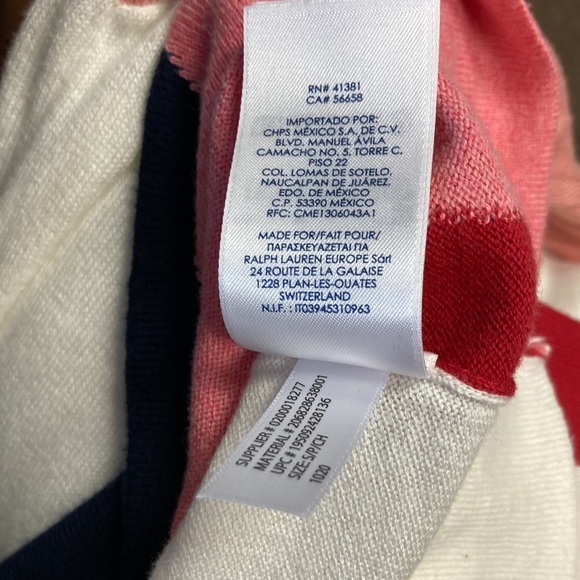 RN# 41381
CA# 56658
IMPORTADO POR:
CHPS MÉXICO S.A. DE C.V.
BLVD. MANUEL ÁVILA
CAMACHO NO. 5, TORRE C,
PISO 22
COL. LOMAS DE SOTELO,
NAUCALPAN DE JUÁREZ,
EDO. DE MÉXICO
C.P. 53390 MÉXICO
RFC: CME1306043A1
MADE FOR/FAIT POUR/
ΠΑΡΑΣΚΕΥΑΖΕΤΑΙ ΓΙΑ
RALPH LAUREN EUROPE Sàrl
24 ROUTE DE LA GALAISE
1228 PLAN-LES-OUATES
SWITZERLAND
N.I.F. : IT03945310963
SUPPLIER # 0200018277
MATERIAL # 206828638001
UPC # 195092428136
SIZE: S/P/CH
1020